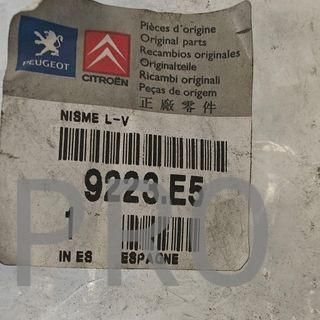 PEUGEOT
CITROËN
Pièces d'origine
Original parts
Recambios originales
Originalteile
Ricambi originali
Peças de origem
正廠零件
NISME L-V
9223.E5
1
IN ES ESPAGNE
PRO